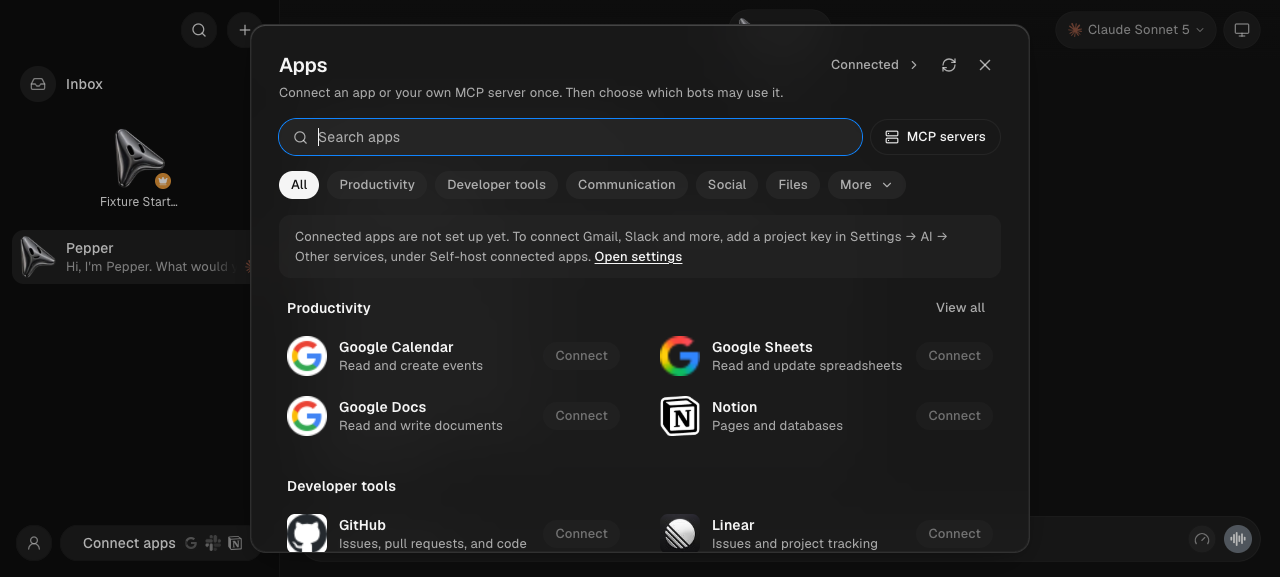 Claude Sonnet 5
Inbox
Fixture Start...
Pepper
Hi, I'm Pepper. What would
Connect apps
Apps
Connected
Connect an app or your own MCP server once. Then choose which bots may use it.
Search apps
MCP servers
All
Productivity
Developer tools
Communication
Social
Files
More
Connected apps are not set up yet. To connect Gmail, Slack and more, add a project key in Settings → AI →
Other services, under Self-host connected apps. Open settings
Productivity
View all
Google Calendar
Read and create events
Connect
Google Sheets
Read and update spreadsheets
Connect
Google Docs
Read and write documents
Connect
Notion
Pages and databases
Connect
Developer tools
GitHub
Issues, pull requests, and code
Connect
Linear
Issues and project tracking
Connect